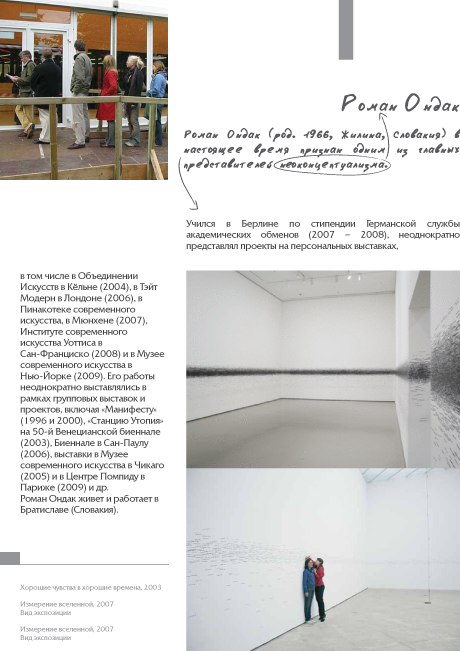 Роман Ондак
Роман Ондак (род. 1966, Жилина, Словакия) в
настоящее время признан одним из главных
представителей неоконцептуализма.
Учился в Берлине по стипендии Германской службы
академических обменов (2007 – 2008), неоднократно
представлял проекты на персональных выставках,
в том числе в Объединении
Искусств в Кёльне (2004), в Тэйт
Модерн в Лондоне (2006), в
Пинакотеке современного
искусства, в Мюнхене (2007),
Институте современного
искусства Уоттиса в
Сан-Франциско (2008) и в Музее
современного искусства в
Нью-Йорке (2009). Его работы
неоднократно выставлялись в
рамках групповых выставок и
проектов, включая «Манифесту»
(1996 и 2000), «Станцию Утопия»
на 50-й Венецианской биеннале
(2003), Биеннале в Сан-Паулу
(2006), выставки в Музее
современного искусства в Чикаго
(2005) и в Центре Помпиду в
Париже (2009) и др.
Роман Ондак живет и работает в
Братиславе (Словакия).
Хорошие чувства в хорошие времена, 2003
Измерение вселенной, 2007
Вид экспозиции
Измерение вселенной, 2007
Вид экспозиции